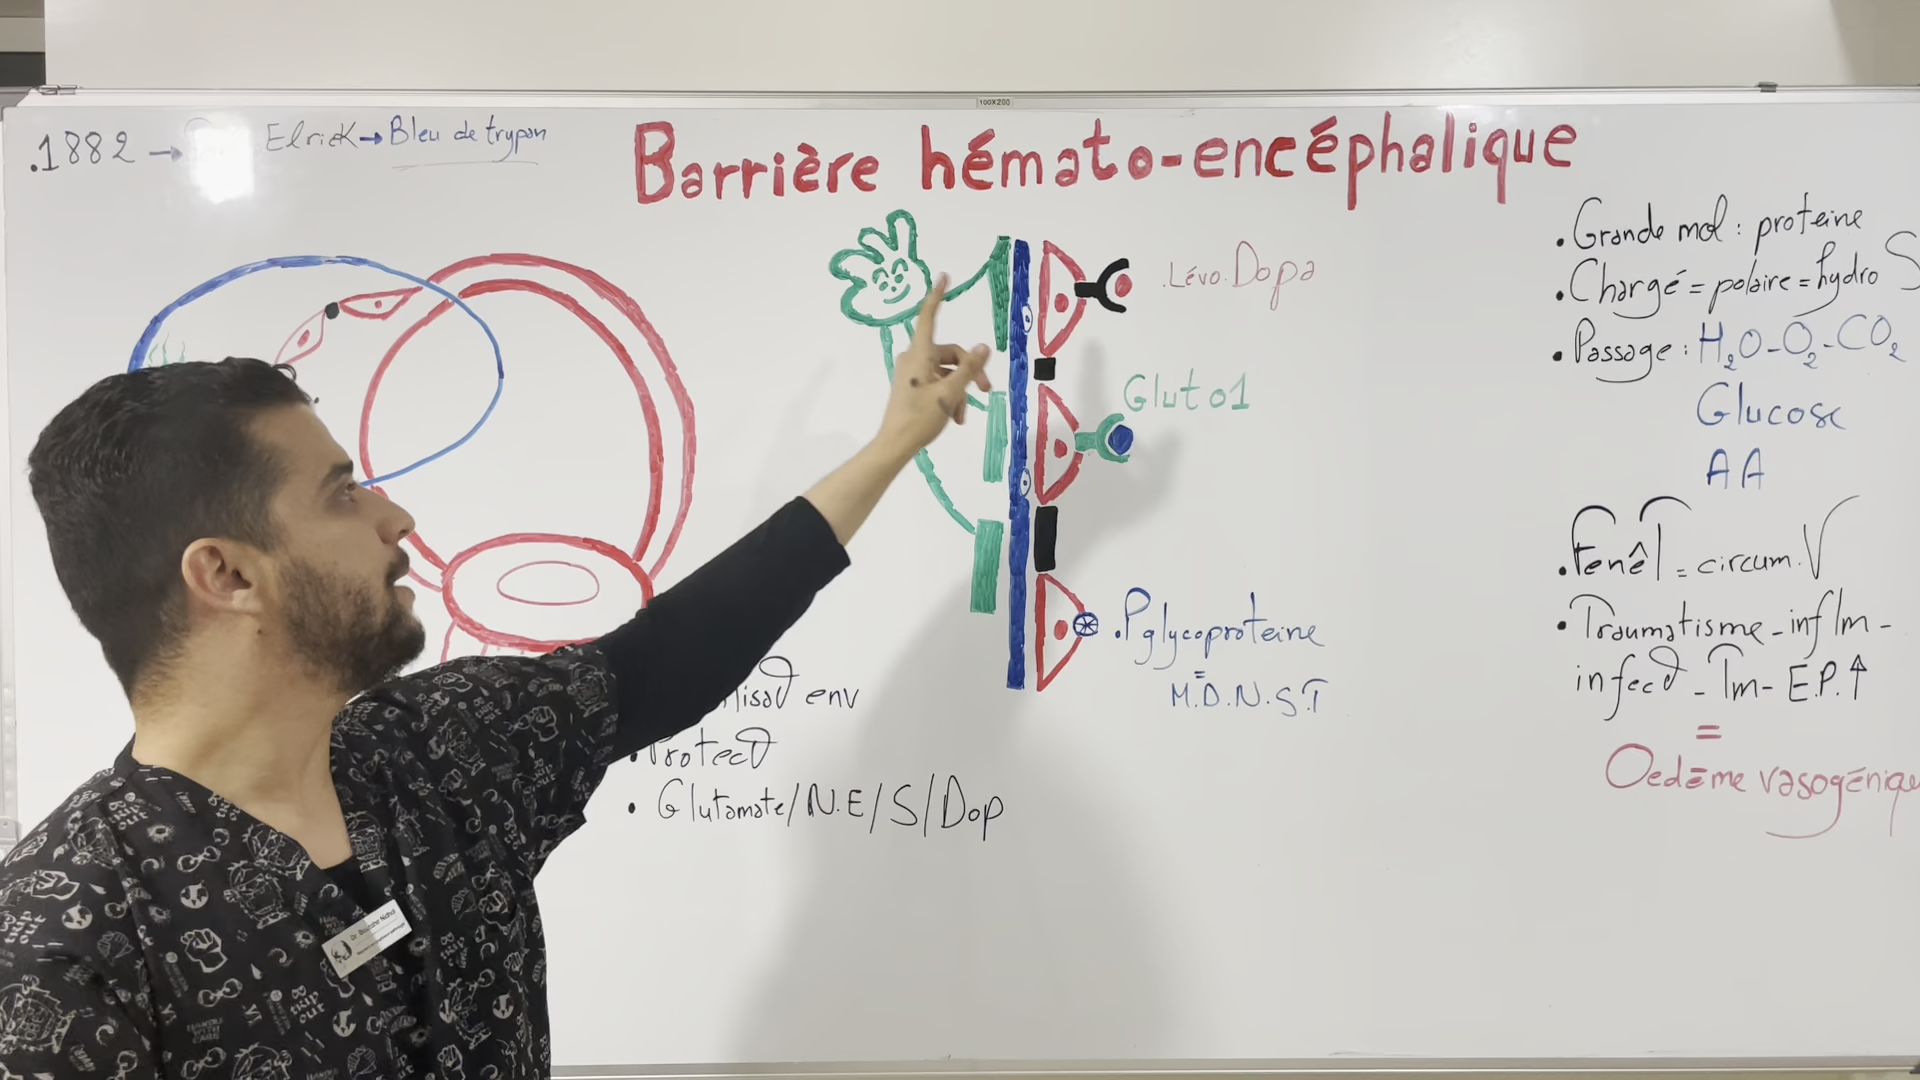 .1882 → Elrick → Bleu de trypan
Barrière hémato-encéphalique
100X200
.Lévo.Dopa
Gluto1
.Pglycoproteine
=
M.D.N.S.T
env
• Protect
• Glutamate/N.E/S/Dop
• Grande mol : proteine
• Chargé = polaire = hydro S
• Passage : H2O-O2-CO2
Glucose
AA
• Fenêt = circum.V
• Traumatisme-inflm-
infect-Tm-E.P.↑
=
Oedème vasogénique